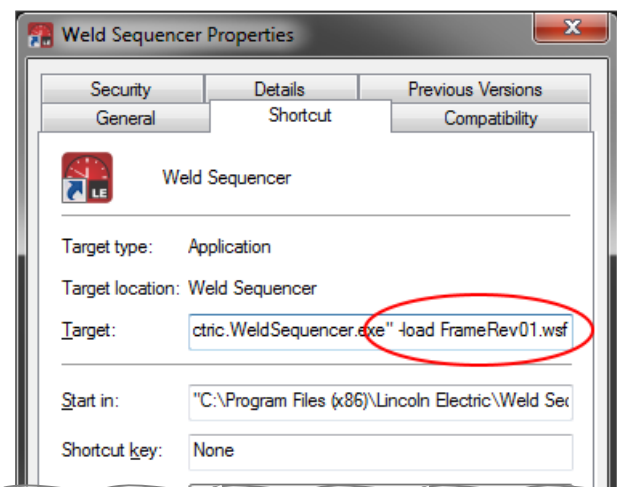 Weld Sequencer Properties
X
Security Details Previous Versions
General Shortcut Compatibility
LE
Weld Sequencer
Target type: Application
Target location: Weld Sequencer
Target: ctric.WeldSequencer.exe" -load FrameRev01.wsf
Start in: "C:\Program Files (x86)\Lincoln Electric\Weld Sec
Shortcut key: None